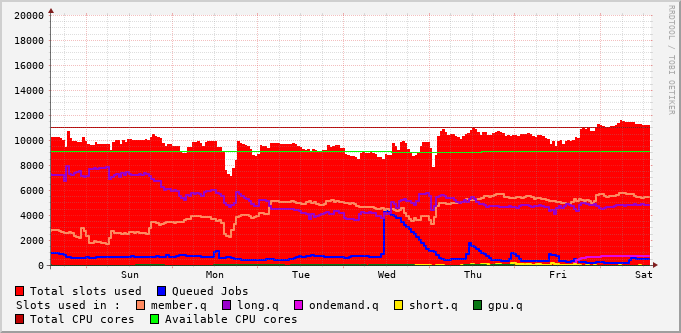 20000
18000
16000
14000
12000
10000
8000
6000
4000
2000
0
Sun Mon Tue Wed Thu Fri Sat
Total slots used Queued Jobs
Slots used in : member.q long.q ondemand.q short.q gpu.q
Total CPU cores Available CPU cores
RRDTOOL / TOBI OETIKER